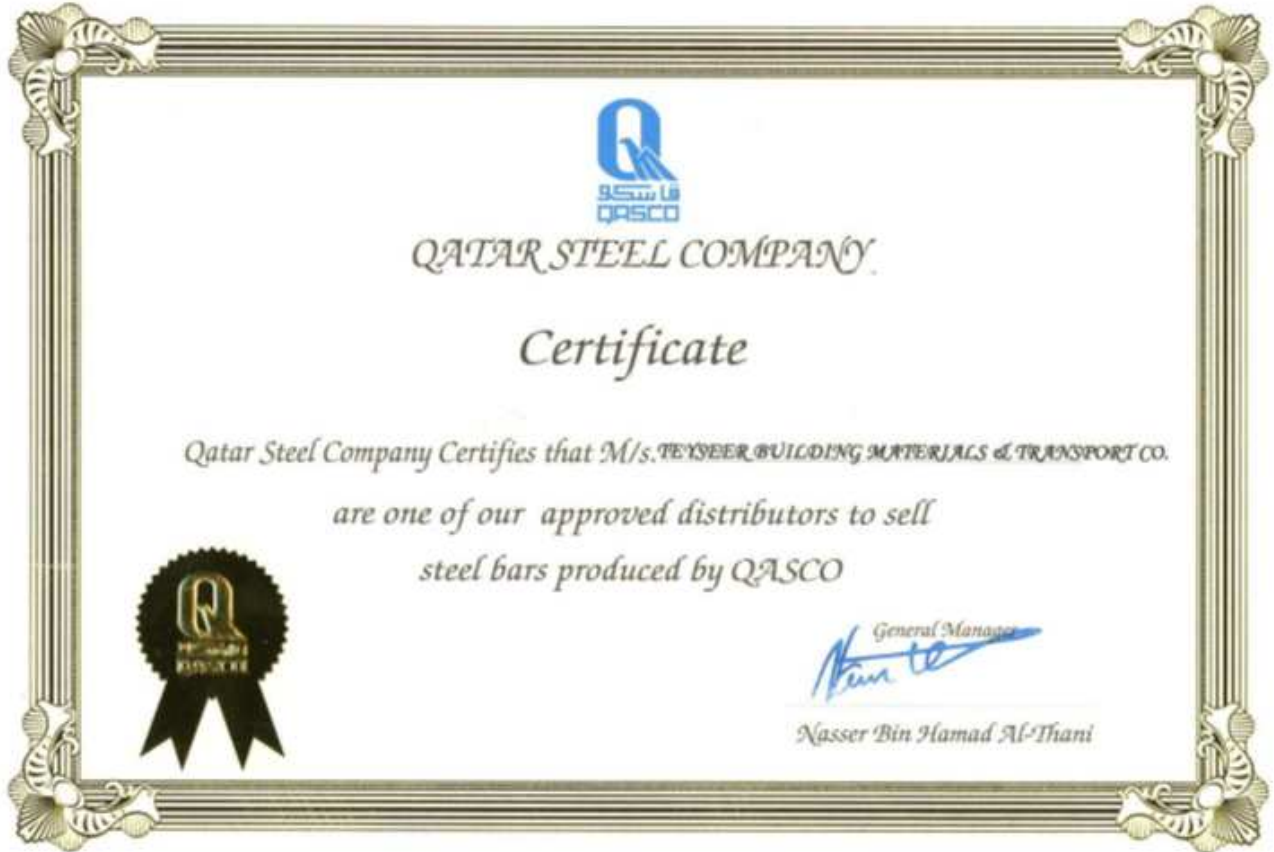 قاسكو
QASCO
QATAR STEEL COMPANY
Certificate
Qatar Steel Company Certifies that M/s. TEYSEER BUILDING MATERIALS & TRANSPORT CO.
are one of our approved distributors to sell
steel bars produced by QASCO
General Manager
Nasser Bin Hamad Al-Thani